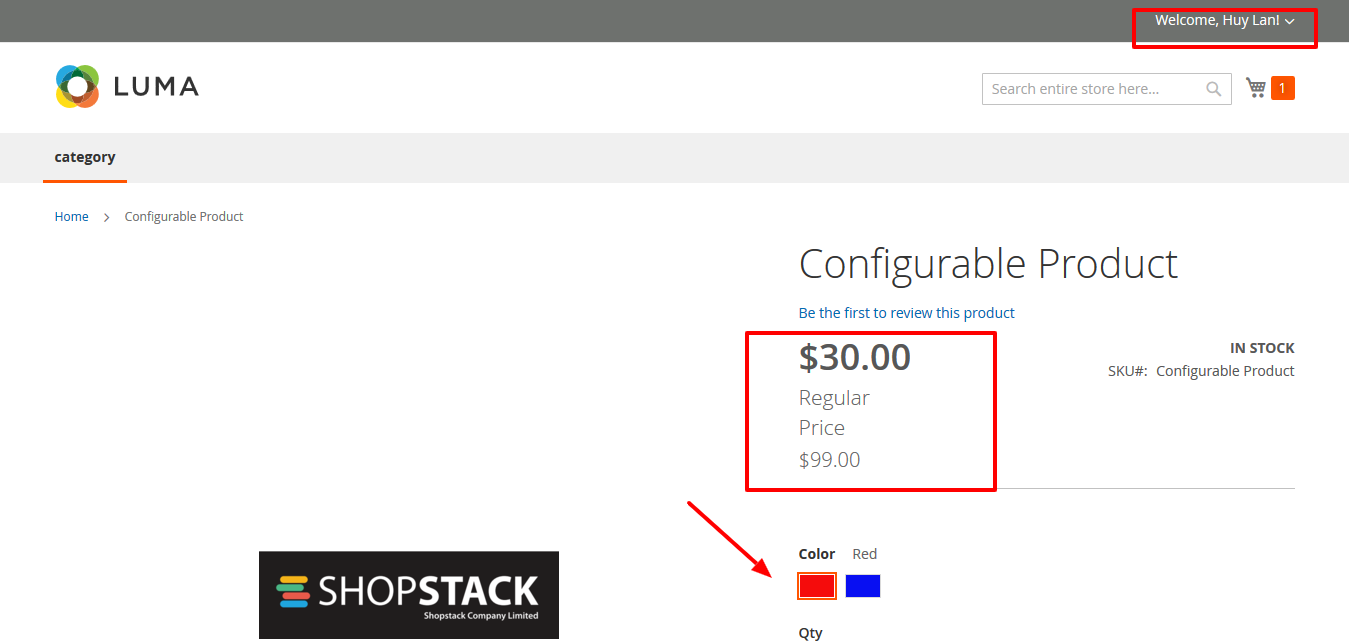 Welcome, Huy Lan!
LUMA
Search entire store here...
1
category
Home > Configurable Product
Configurable Product
Be the first to review this product
$30.00
IN STOCK
SKU#: Configurable Product
Regular
Price
$99.00
Color Red
SHOPSTACK
Shopstack Company Limited
Qty